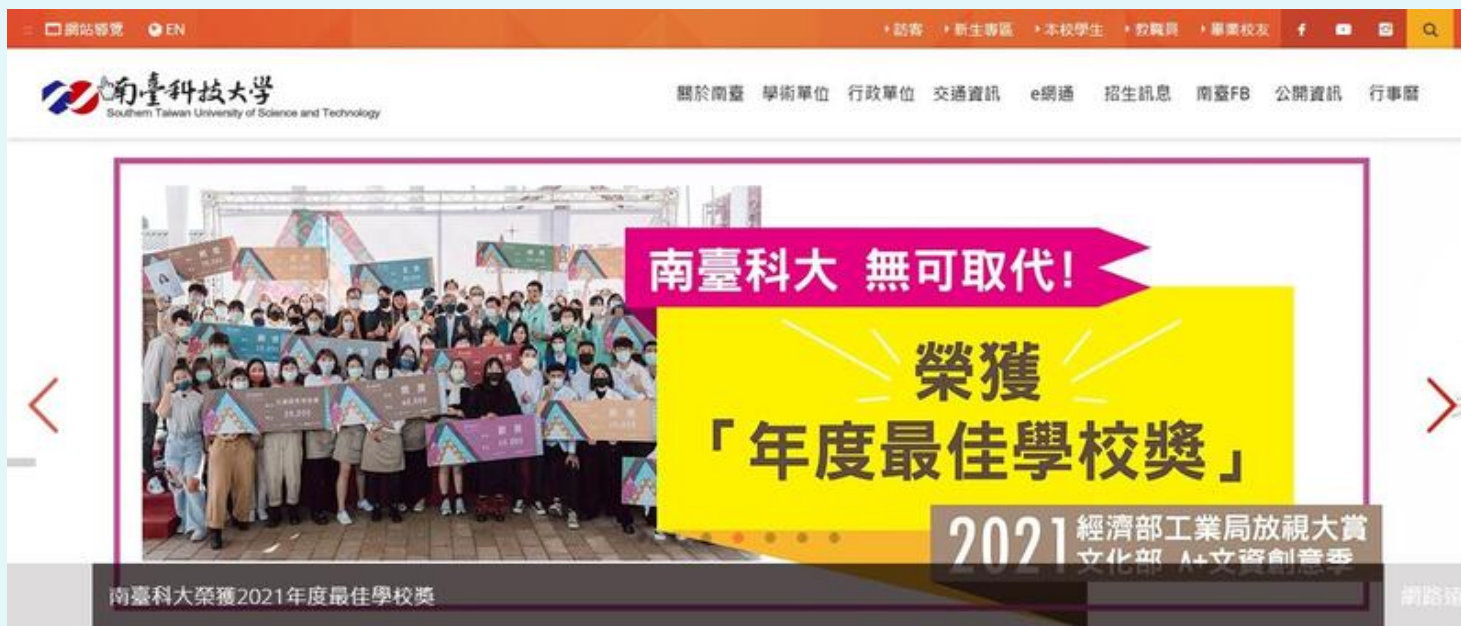 網站導覽 EN 訪客 新生專區 本校學生 教職員 畢業校友
南臺科技大学
Southern Taiwan University of Science and Technology
關於南臺 學術單位 行政單位 交通資訊 e網通 招生訊息 南臺FB 公開資訊 行事曆
南臺科大 無可取代!
榮獲
「年度最佳學校獎」
2021 經濟部工業局放視大賞
文化部 A+文資創意季
南臺科大榮獲2021年度最佳學校獎
網路